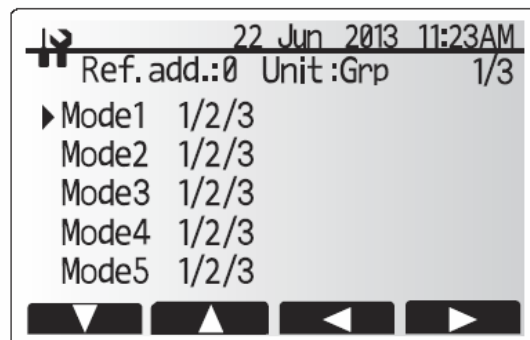 22 Jun 2013 11:23AM
Ref.add.:0 Unit:Grp 1/3
Mode1 1/2/3
Mode2 1/2/3
Mode3 1/2/3
Mode4 1/2/3
Mode5 1/2/3